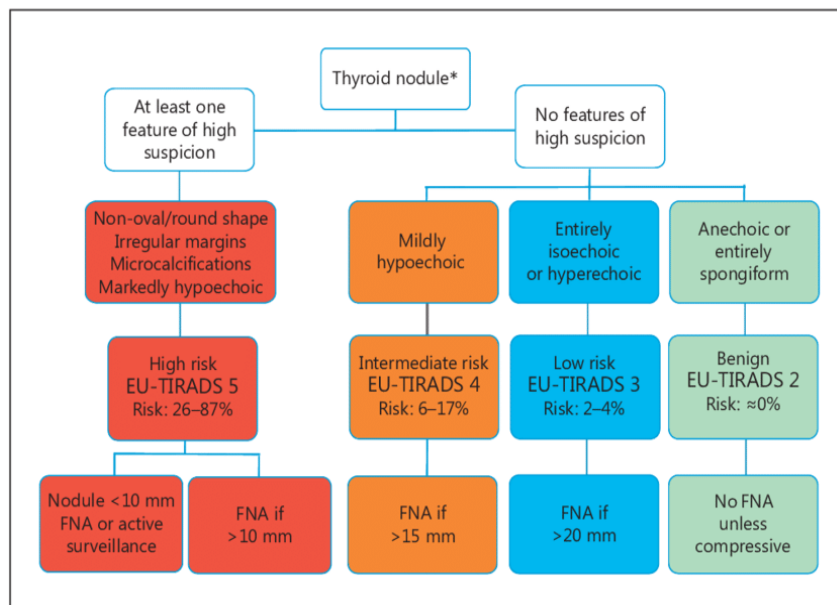 Thyroid nodule*
At least one
feature of high
suspicion
No features of
high suspicion
Non-oval/round shape
Irregular margins
Microcalcifications
Markedly hypoechoic
Mildly
hypoechoic
Entirely
isoechoic
or hyperechoic
Anechoic or
entirely
spongiform
High risk
EU-TIRADS 5
Risk: 26–87%
Intermediate risk
EU-TIRADS 4
Risk: 6–17%
Low risk
EU-TIRADS 3
Risk: 2–4%
Benign
EU-TIRADS 2
Risk: ≈0%
Nodule <10 mm
FNA or active
surveillance
FNA if
>10 mm
FNA if
>15 mm
FNA if
>20 mm
No FNA
unless
compressive